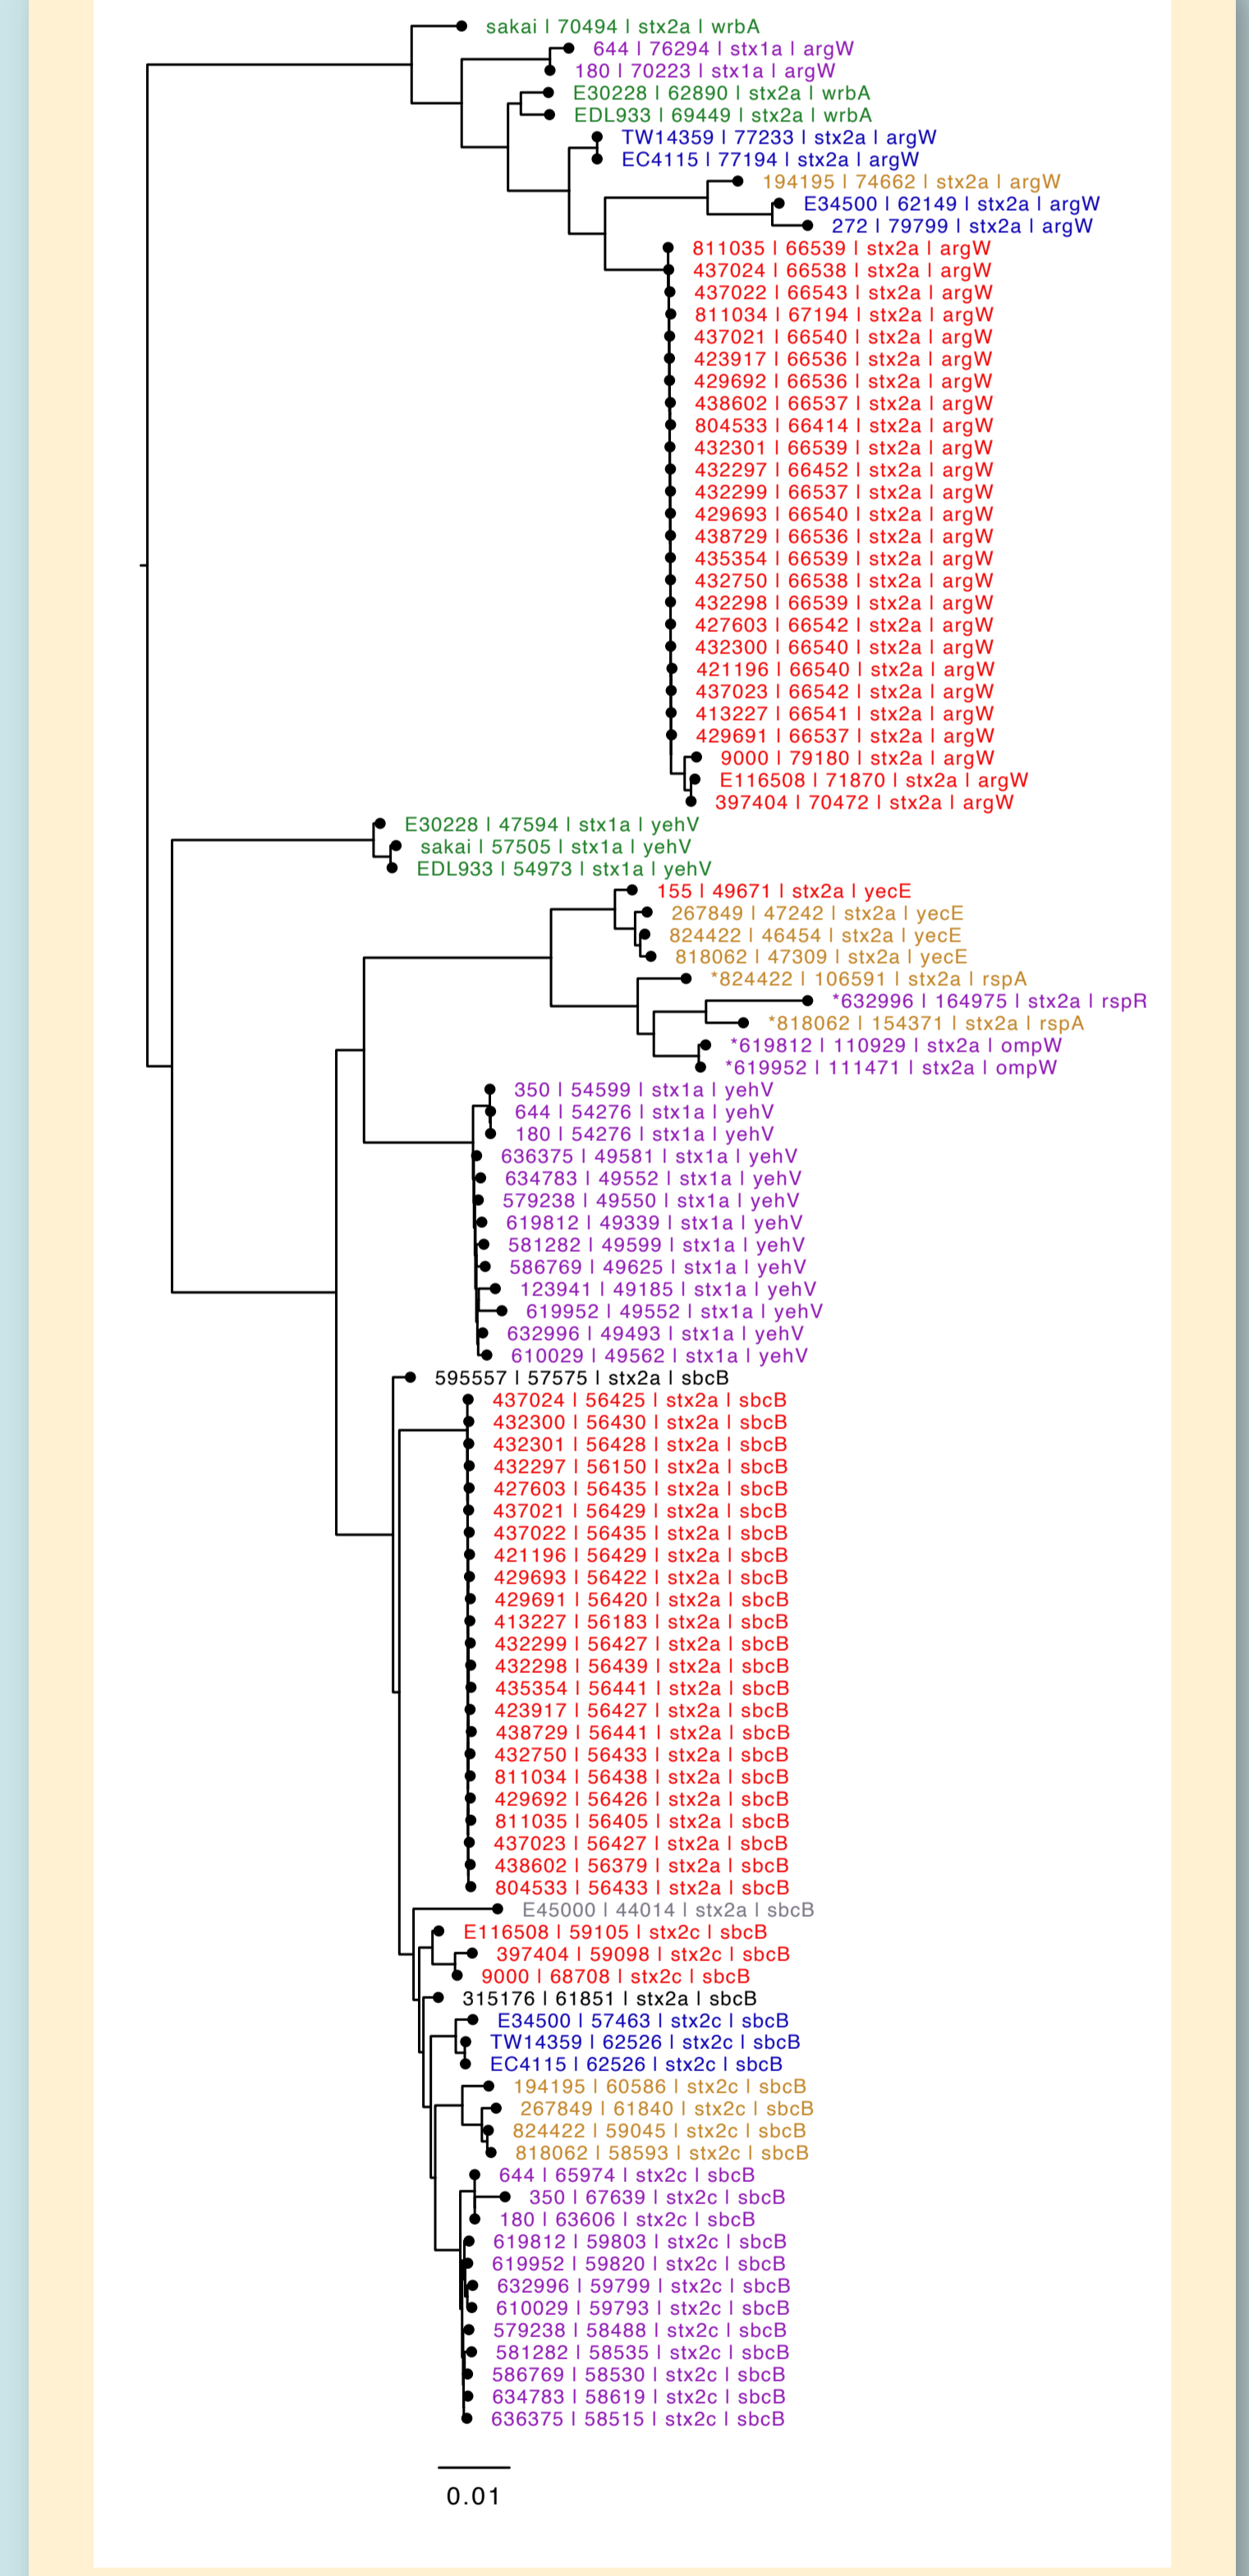 sakai | 70494 | stx2a | wrbA
644 | 76294 | stx1a | argW
180 | 70223 | stx1a | argW
E30228 | 62890 | stx2a | wrbA
EDL933 | 69449 | stx2a | wrbA
TW14359 | 77233 | stx2a | argW
EC4115 | 77194 | stx2a | argW
194195 | 74662 | stx2a | argW
E34500 | 62149 | stx2a | argW
272 | 79799 | stx2a | argW
811035 | 66539 | stx2a | argW
437024 | 66538 | stx2a | argW
437022 | 66543 | stx2a | argW
811034 | 67194 | stx2a | argW
437021 | 66540 | stx2a | argW
423917 | 66536 | stx2a | argW
429692 | 66536 | stx2a | argW
438602 | 66537 | stx2a | argW
804533 | 66414 | stx2a | argW
432301 | 66539 | stx2a | argW
432297 | 66452 | stx2a | argW
432299 | 66537 | stx2a | argW
429693 | 66540 | stx2a | argW
438729 | 66536 | stx2a | argW
435354 | 66539 | stx2a | argW
432750 | 66538 | stx2a | argW
432298 | 66539 | stx2a | argW
427603 | 66542 | stx2a | argW
432300 | 66540 | stx2a | argW
421196 | 66540 | stx2a | argW
437023 | 66542 | stx2a | argW
413227 | 66541 | stx2a | argW
429691 | 66537 | stx2a | argW
9000 | 79180 | stx2a | argW
E116508 | 71870 | stx2a | argW
397404 | 70472 | stx2a | argW
E30228 | 47594 | stx1a | yehV
sakai | 57505 | stx1a | yehV
EDL933 | 54973 | stx1a | yehV
155 | 49671 | stx2a | yecE
267849 | 47242 | stx2a | yecE
824422 | 46454 | stx2a | yecE
818062 | 47309 | stx2a | yecE
*824422 | 106591 | stx2a | rspA
*632996 | 164975 | stx2a | rspR
*818062 | 154371 | stx2a | rspA
*619812 | 110929 | stx2a | ompW
*619952 | 111471 | stx2a | ompW
350 | 54599 | stx1a | yehV
644 | 54276 | stx1a | yehV
180 | 54276 | stx1a | yehV
636375 | 49581 | stx1a | yehV
634783 | 49552 | stx1a | yehV
579238 | 49550 | stx1a | yehV
619812 | 49339 | stx1a | yehV
581282 | 49599 | stx1a | yehV
586769 | 49625 | stx1a | yehV
123941 | 49185 | stx1a | yehV
619952 | 49552 | stx1a | yehV
632996 | 49493 | stx1a | yehV
610029 | 49562 | stx1a | yehV
595557 | 57575 | stx2a | sbcB
437024 | 56425 | stx2a | sbcB
432300 | 56430 | stx2a | sbcB
432301 | 56428 | stx2a | sbcB
432297 | 56150 | stx2a | sbcB
427603 | 56435 | stx2a | sbcB
437021 | 56429 | stx2a | sbcB
437022 | 56435 | stx2a | sbcB
421196 | 56429 | stx2a | sbcB
429693 | 56422 | stx2a | sbcB
429691 | 56420 | stx2a | sbcB
413227 | 56183 | stx2a | sbcB
432299 | 56427 | stx2a | sbcB
432298 | 56439 | stx2a | sbcB
435354 | 56441 | stx2a | sbcB
423917 | 56427 | stx2a | sbcB
438729 | 56441 | stx2a | sbcB
432750 | 56433 | stx2a | sbcB
811034 | 56438 | stx2a | sbcB
429692 | 56426 | stx2a | sbcB
811035 | 56405 | stx2a | sbcB
437023 | 56427 | stx2a | sbcB
438602 | 56379 | stx2a | sbcB
804533 | 56433 | stx2a | sbcB
E45000 | 44014 | stx2a | sbcB
E116508 | 59105 | stx2c | sbcB
397404 | 59098 | stx2c | sbcB
9000 | 68708 | stx2c | sbcB
315176 | 61851 | stx2a | sbcB
E34500 | 57463 | stx2c | sbcB
TW14359 | 62526 | stx2c | sbcB
EC4115 | 62526 | stx2c | sbcB
194195 | 60586 | stx2c | sbcB
267849 | 61840 | stx2c | sbcB
824422 | 59045 | stx2c | sbcB
818062 | 58593 | stx2c | sbcB
644 | 65974 | stx2c | sbcB
350 | 67639 | stx2c | sbcB
180 | 63606 | stx2c | sbcB
619812 | 59803 | stx2c | sbcB
619952 | 59820 | stx2c | sbcB
632996 | 59799 | stx2c | sbcB
610029 | 59793 | stx2c | sbcB
579238 | 58488 | stx2c | sbcB
581282 | 58535 | stx2c | sbcB
586769 | 58530 | stx2c | sbcB
634783 | 58619 | stx2c | sbcB
636375 | 58515 | stx2c | sbcB
0.01